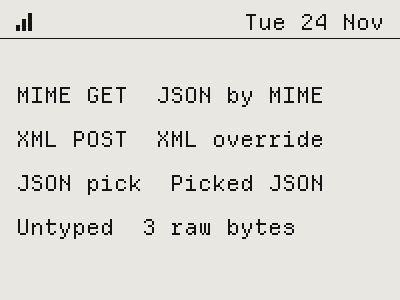 Tue 24 Nov
MIME GET  JSON by MIME
XML POST  XML override
JSON pick  Picked JSON
Untyped  3 raw bytes